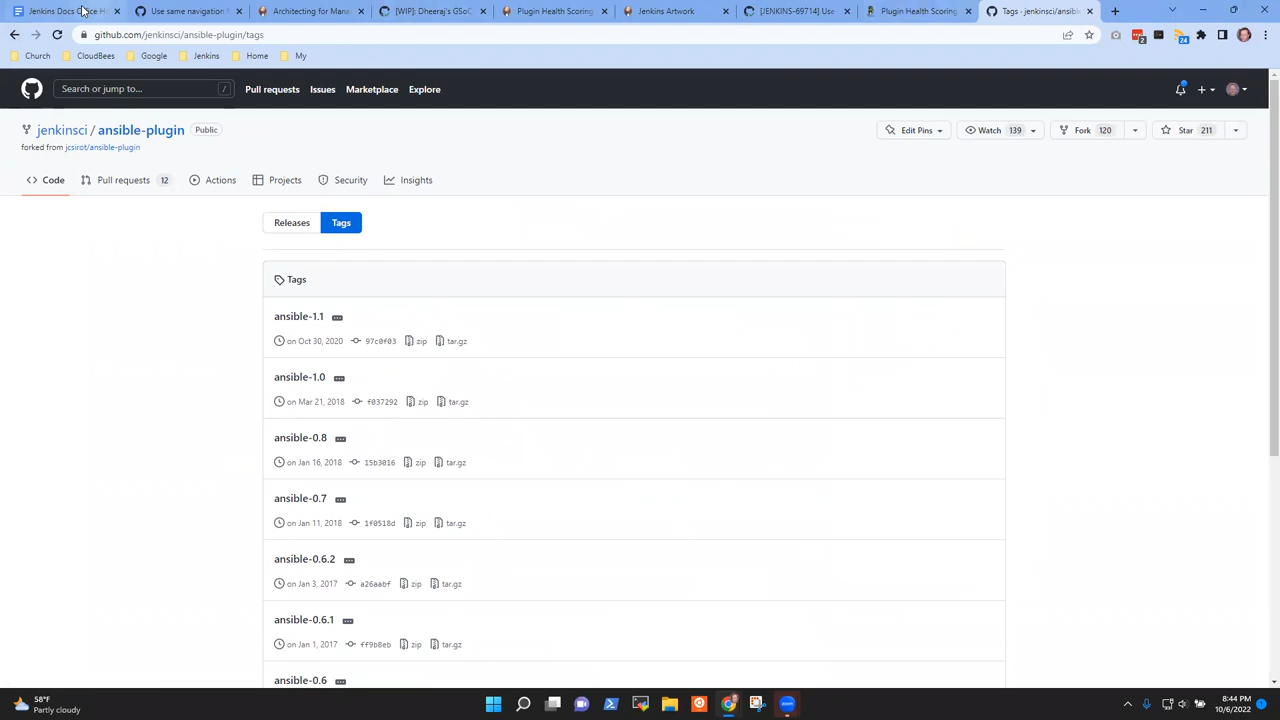 Jenkins Docs Office H
Use same navigation
Architecting for Mana
[WIP]: Dheeraj's GSoC
Plugin Health Scoring
Jenkins Artwork
[JENKINS-69714] Use
Plugin Health Scoring
Tags · jenkinsci/ansible
github.com/jenkinsci/ansible-plugin/tags
2
24
Church
CloudBees
Google
Jenkins
Home
My
Search or jump to...
/
Pull requests
Issues
Marketplace
Explore
jenkinsci / ansible-plugin
Public
Edit Pins
Watch 139
Fork 120
Star 211
forked from jcsirot/ansible-plugin
Code
Pull requests 12
Actions
Projects
Security
Insights
Releases
Tags
Tags
ansible-1.1
on Oct 30, 2020 97c0f03 zip tar.gz
ansible-1.0
on Mar 21, 2018 f037292 zip tar.gz
ansible-0.8
on Jan 16, 2018 15b3016 zip tar.gz
ansible-0.7
on Jan 11, 2018 1f0518d zip tar.gz
ansible-0.6.2
on Jan 3, 2017 a26aabf zip tar.gz
ansible-0.6.1
on Jan 1, 2017 ff9b8eb zip tar.gz
ansible-0.6
58°F
Partly cloudy
8:44 PM
10/6/2022